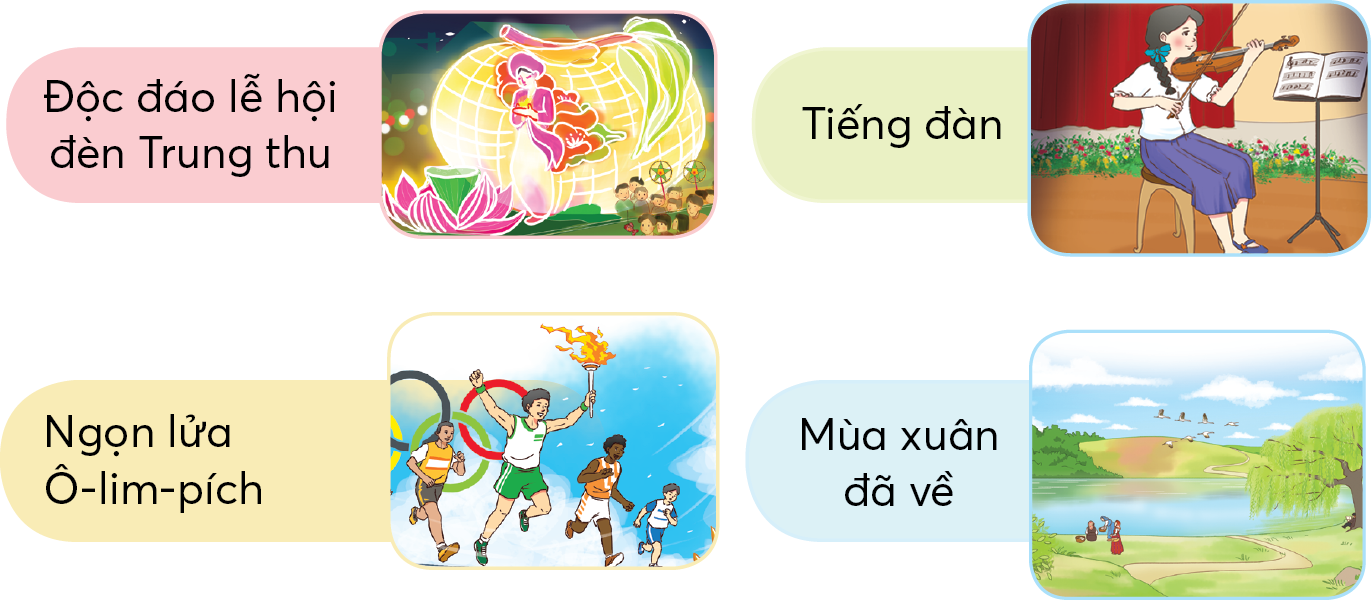 Độc đáo lễ hội
đèn Trung thu
Tiếng đàn
Ngọn lửa
Ô-lim-pích
Mùa xuân
đã về